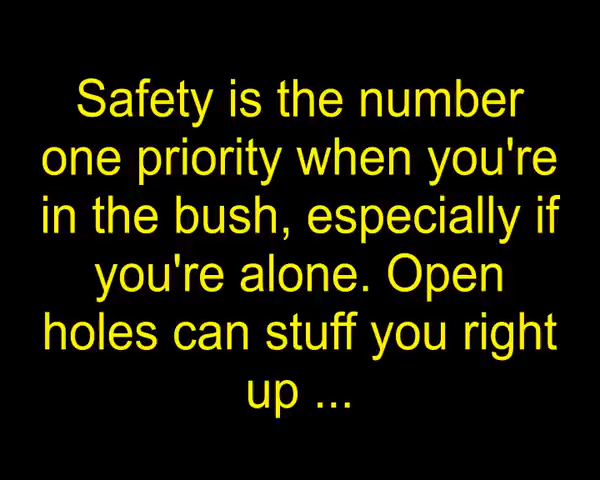 Safety is the number
one priority when you're
in the bush, especially if
you're alone. Open
holes can stuff you right
up ...